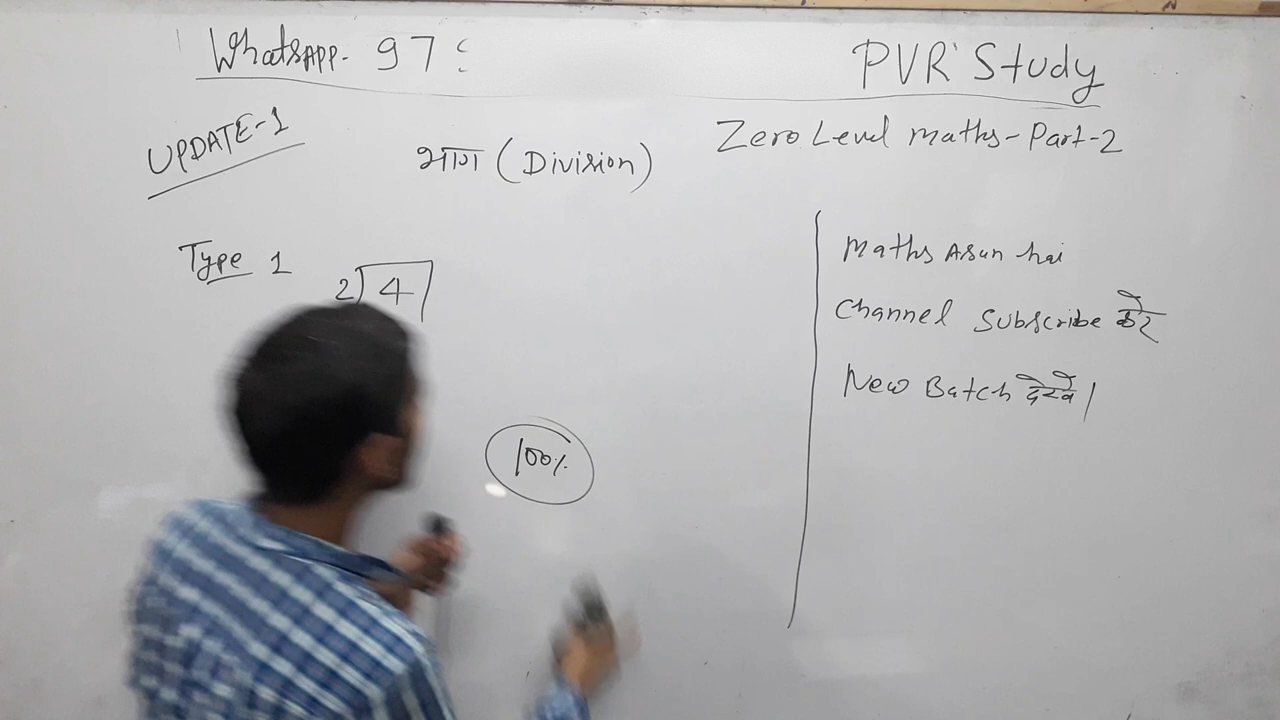 WhatsApp. 97
PVR Study
UPDATE-1
भाग (Division)
Zero Level maths - Part-2
Type 1
2 4
100%
Maths Asan hai
Channel Subscribe करे
New Batch